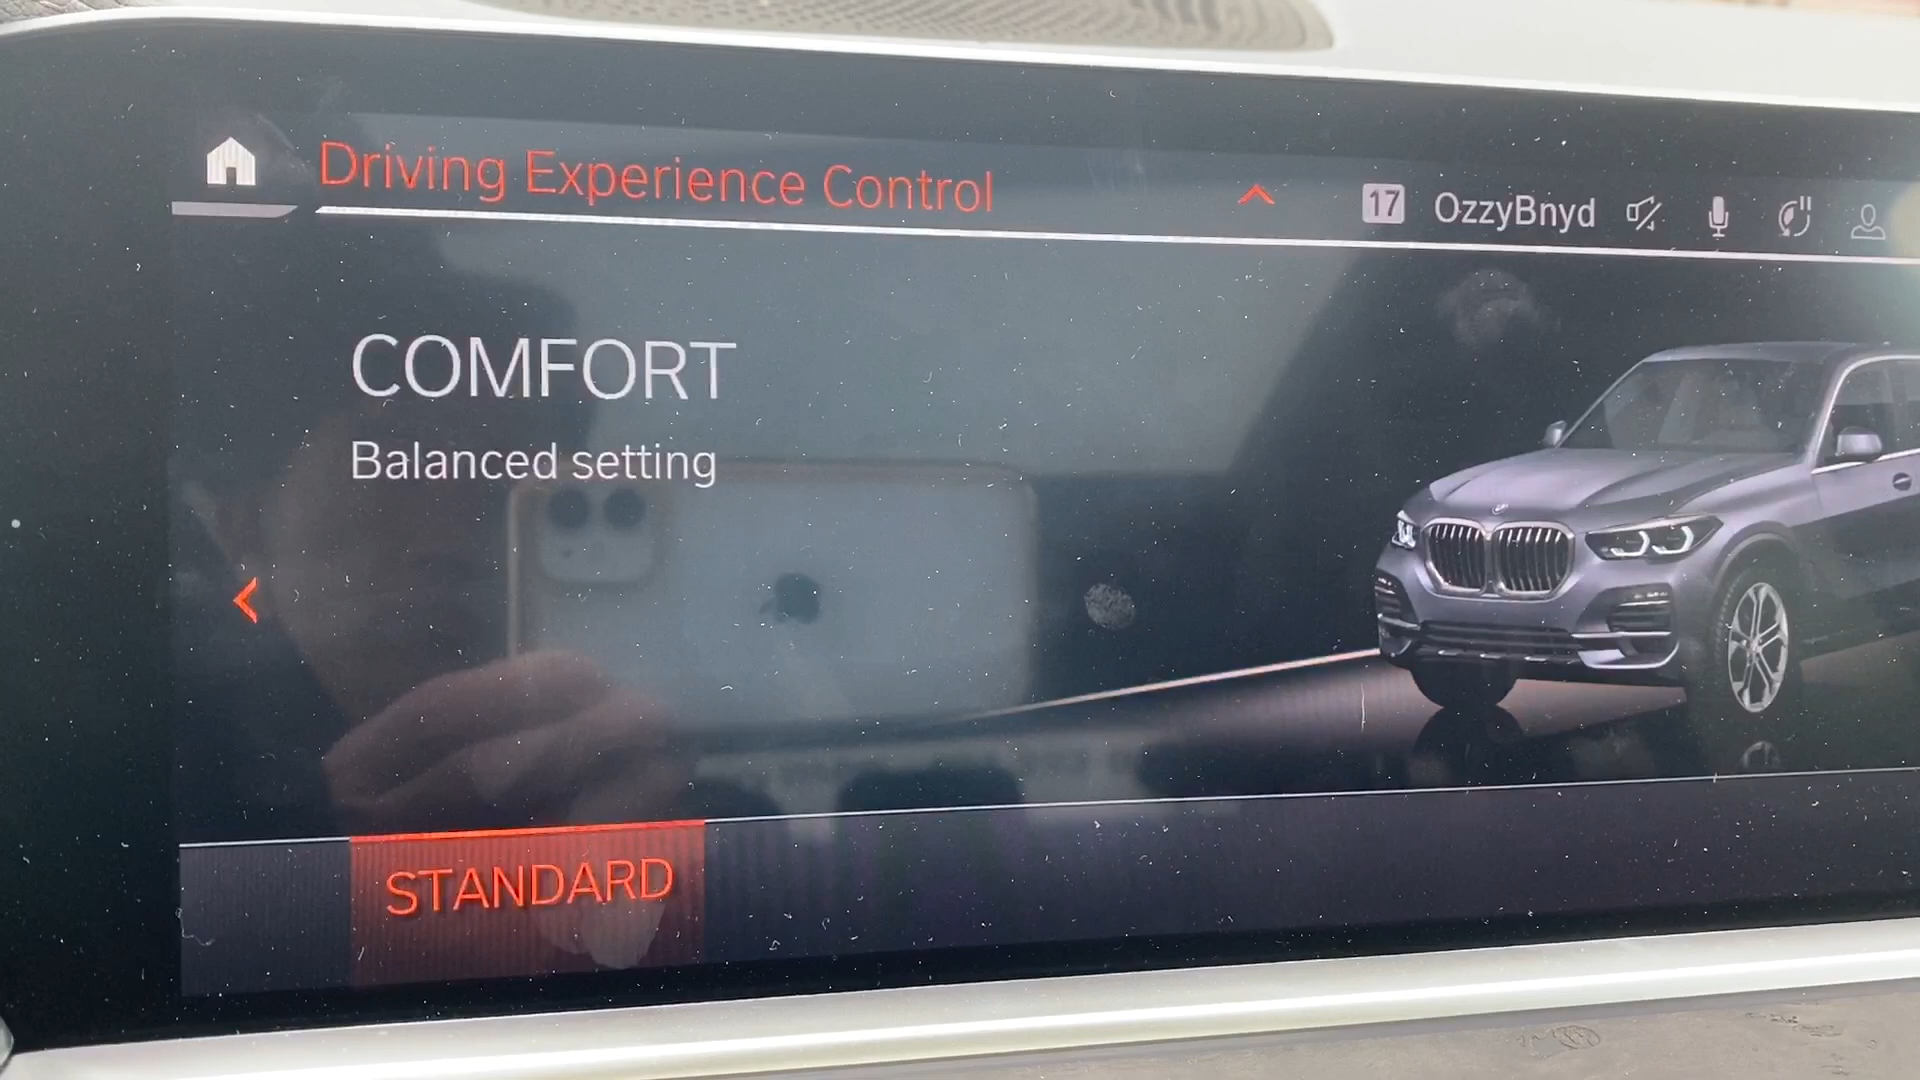 Driving Experience Control
17 OzzyBnyd
COMFORT
Balanced setting
STANDARD